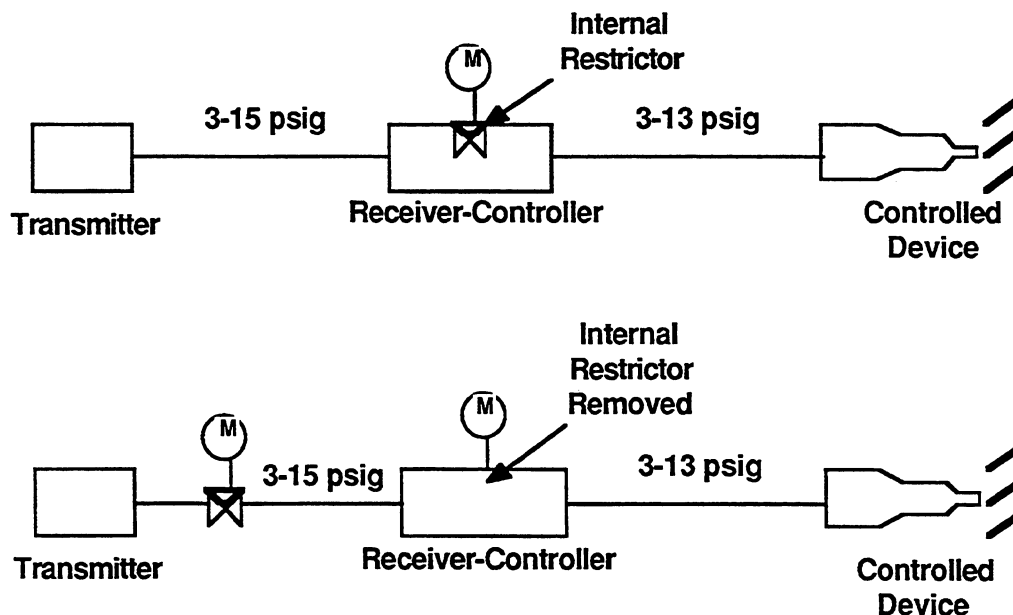 Internal
Restrictor
M
3-15 psig
3-13 psig
Transmitter
Receiver-Controller
Controlled
Device
Internal
Restrictor
Removed
M
M
3-15 psig
3-13 psig
Transmitter
Receiver-Controller
Controlled
Device